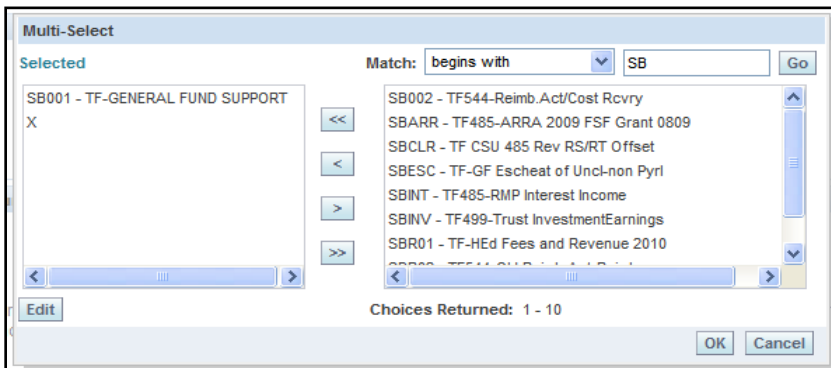 Multi-Select
Selected
Match: begins with SB Go
SB001 - TF-GENERAL FUND SUPPORT
X
<<
<
>
>>
SB002 - TF544-Reimb.Act/Cost Rcvry
SBARR - TF485-ARRA 2009 FSF Grant 0809
SBCLR - TF CSU 485 Rev RS/RT Offset
SBESC - TF-GF Escheat of Uncl-non Pyrl
SBINT - TF485-RMP Interest Income
SBINV - TF499-Trust InvestmentEarnings
SBR01 - TF-HEd Fees and Revenue 2010
Edit
Choices Returned: 1 - 10
OK Cancel